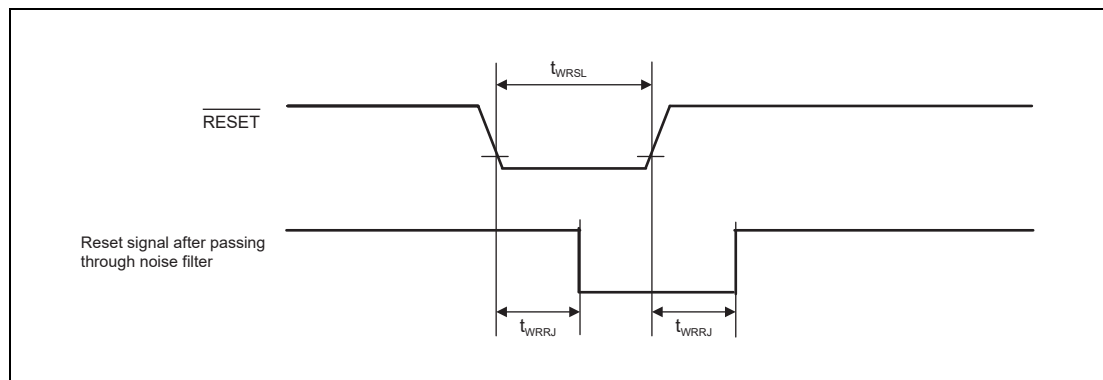 tWRSL
RESET
Reset signal after passing
through noise filter
tWRRJ
tWRRJ